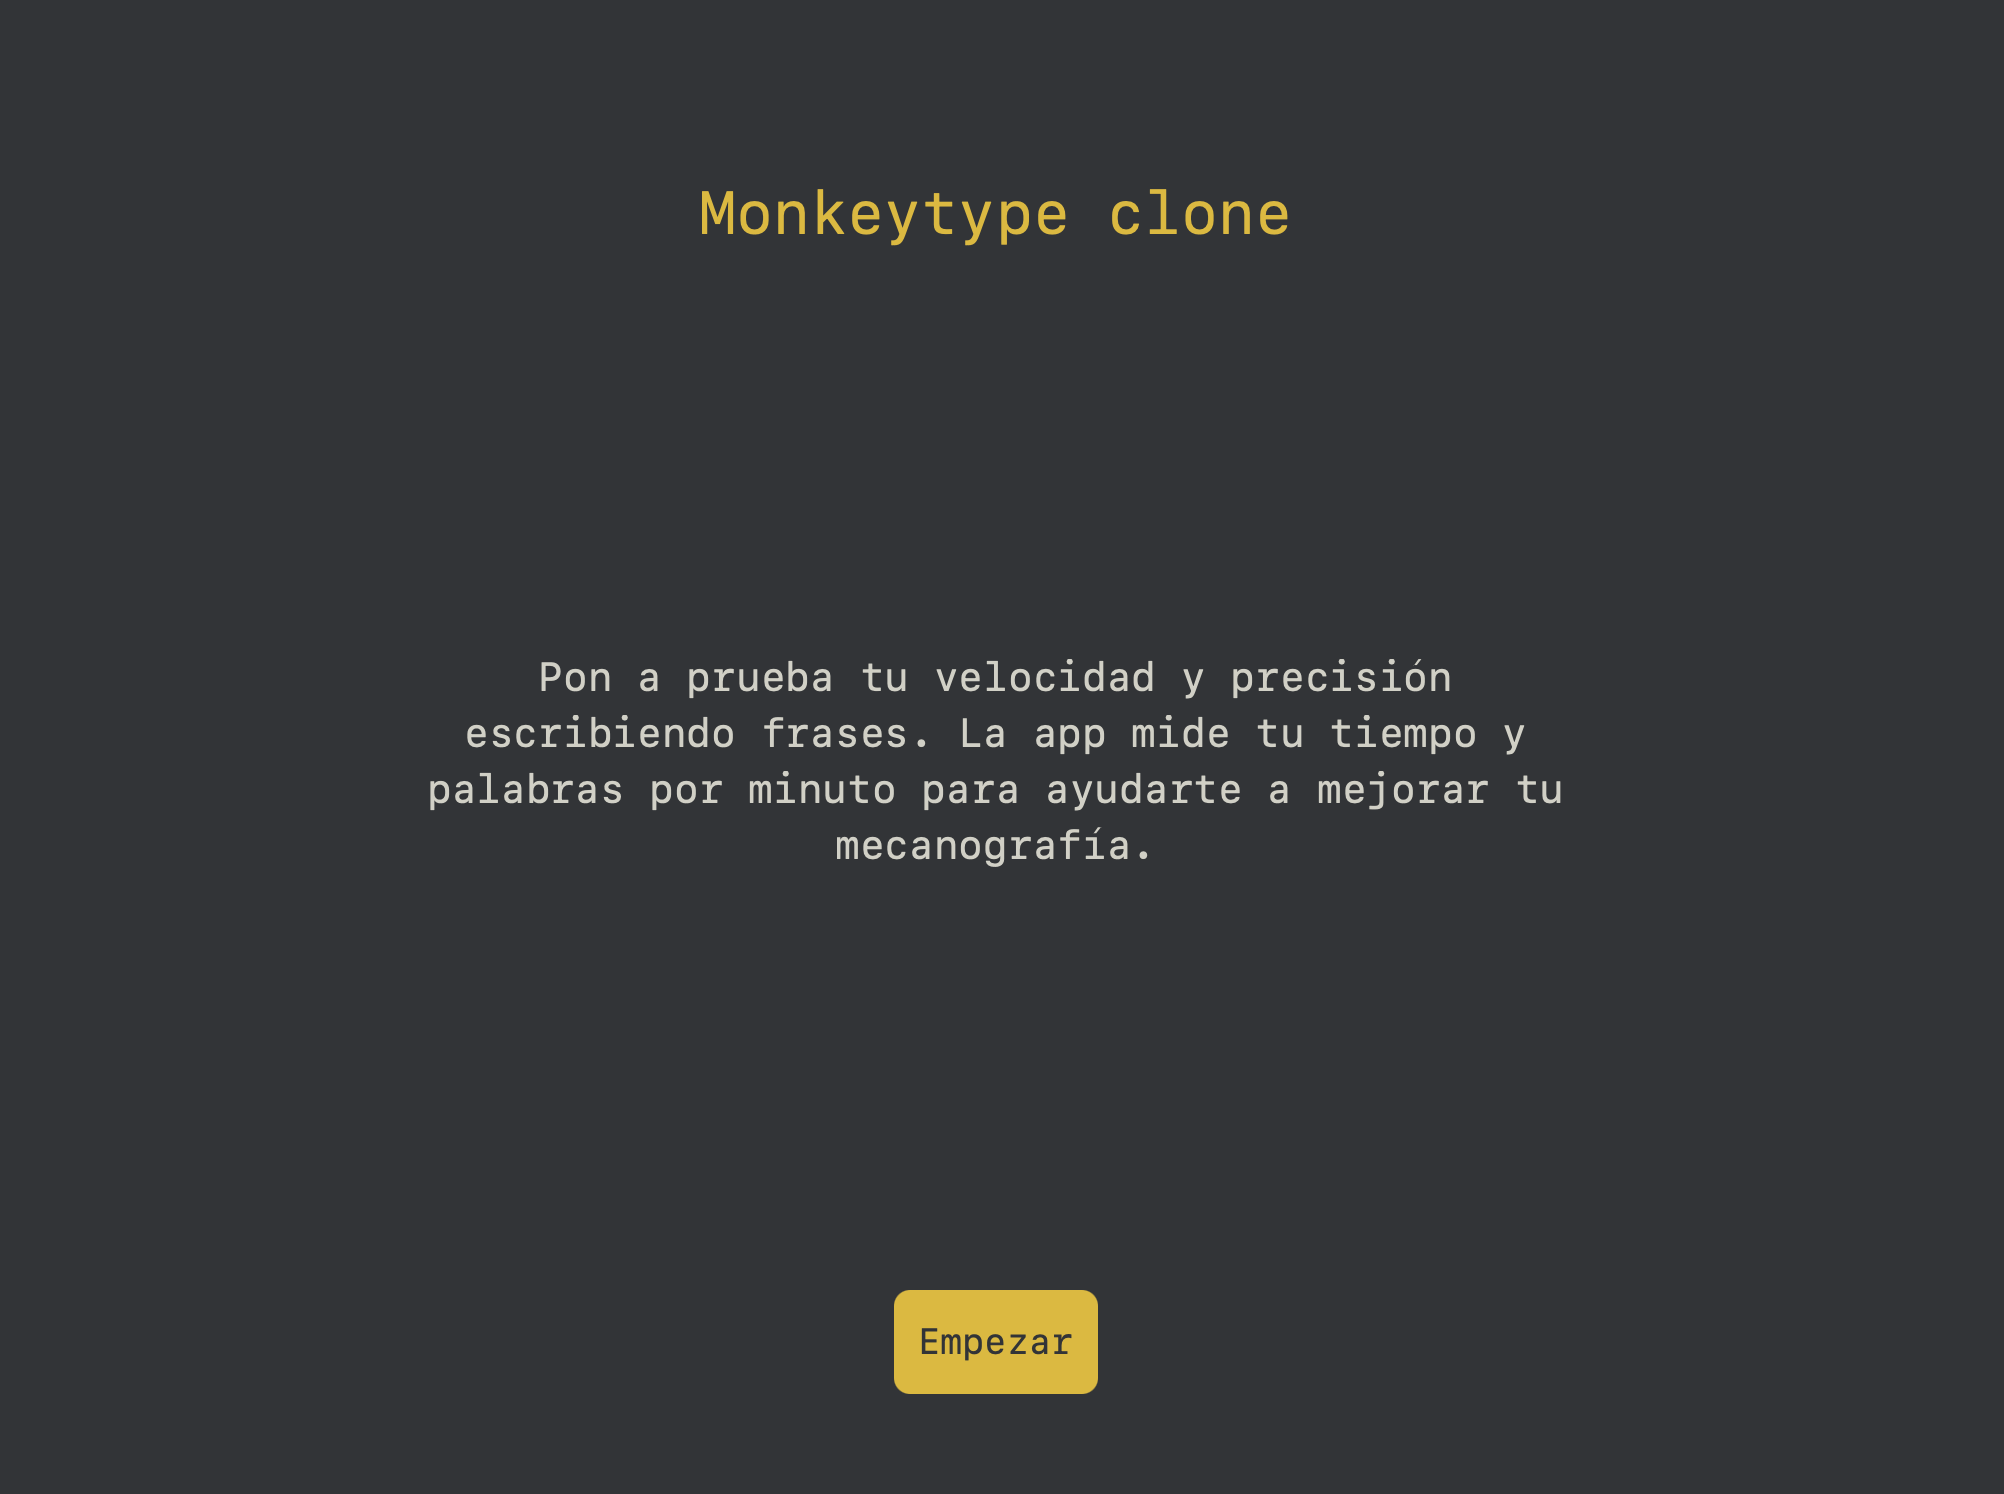 Monkeytype clone
Pon a prueba tu velocidad y precisión
escribiendo frases. La app mide tu tiempo y
palabras por minuto para ayudarte a mejorar tu
mecanografía.
Empezar